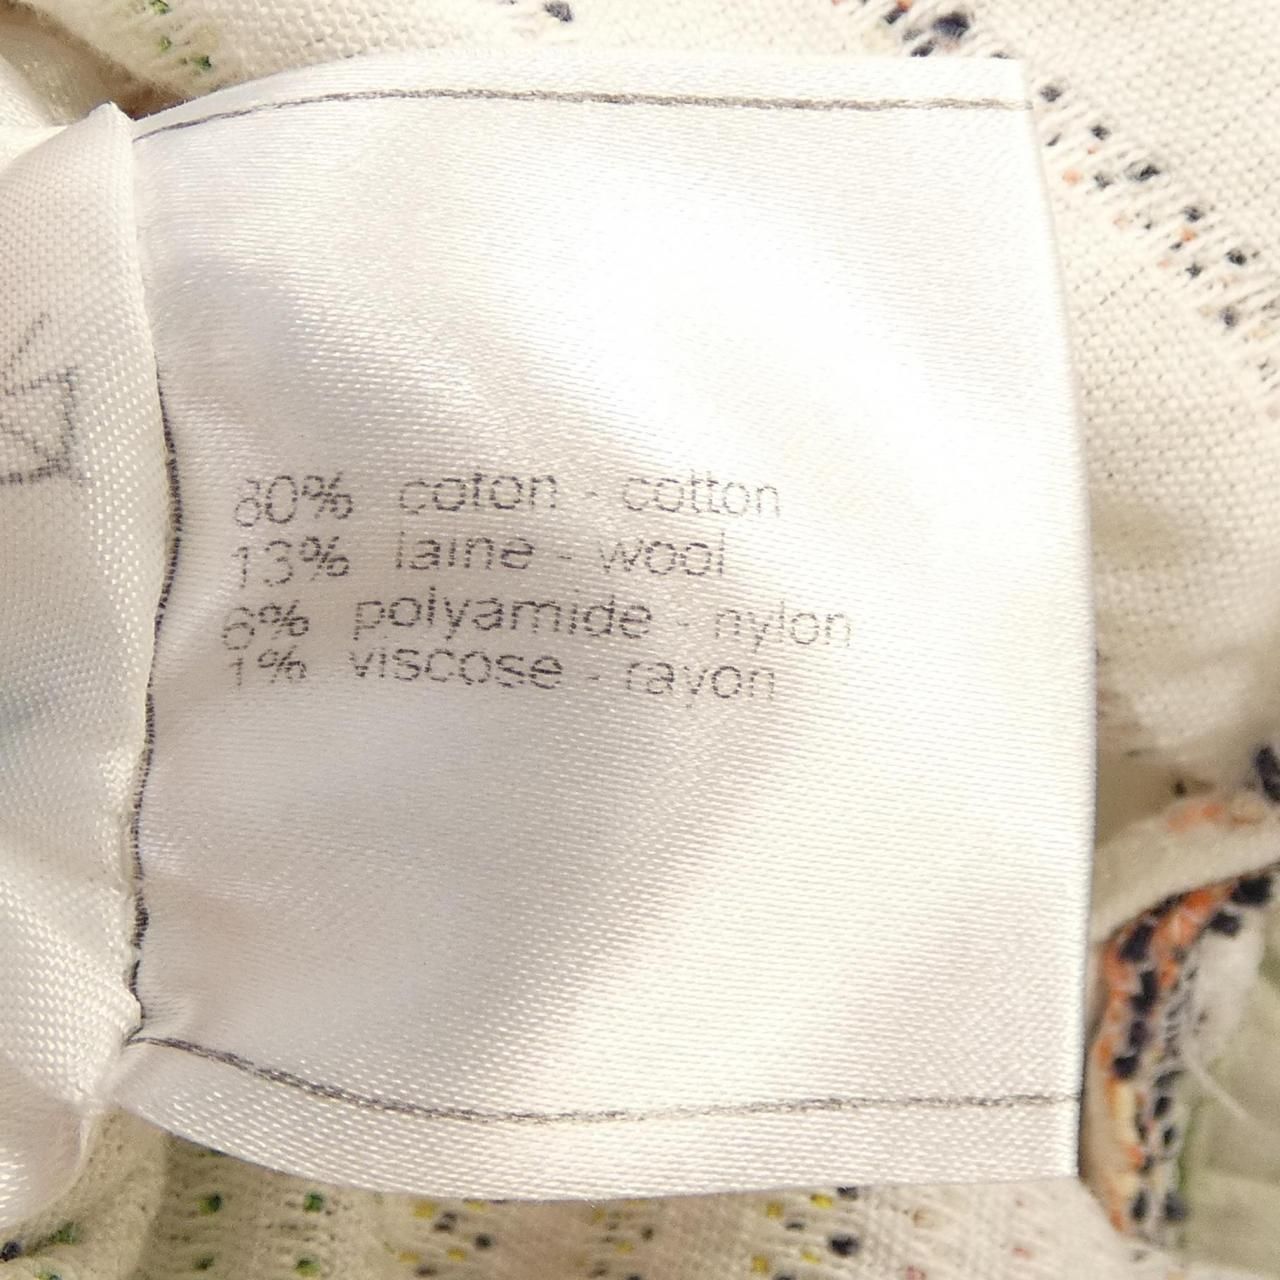 80% coton - cotton
13% laine - wool
6% polyamide - nylon
1% viscose - rayon